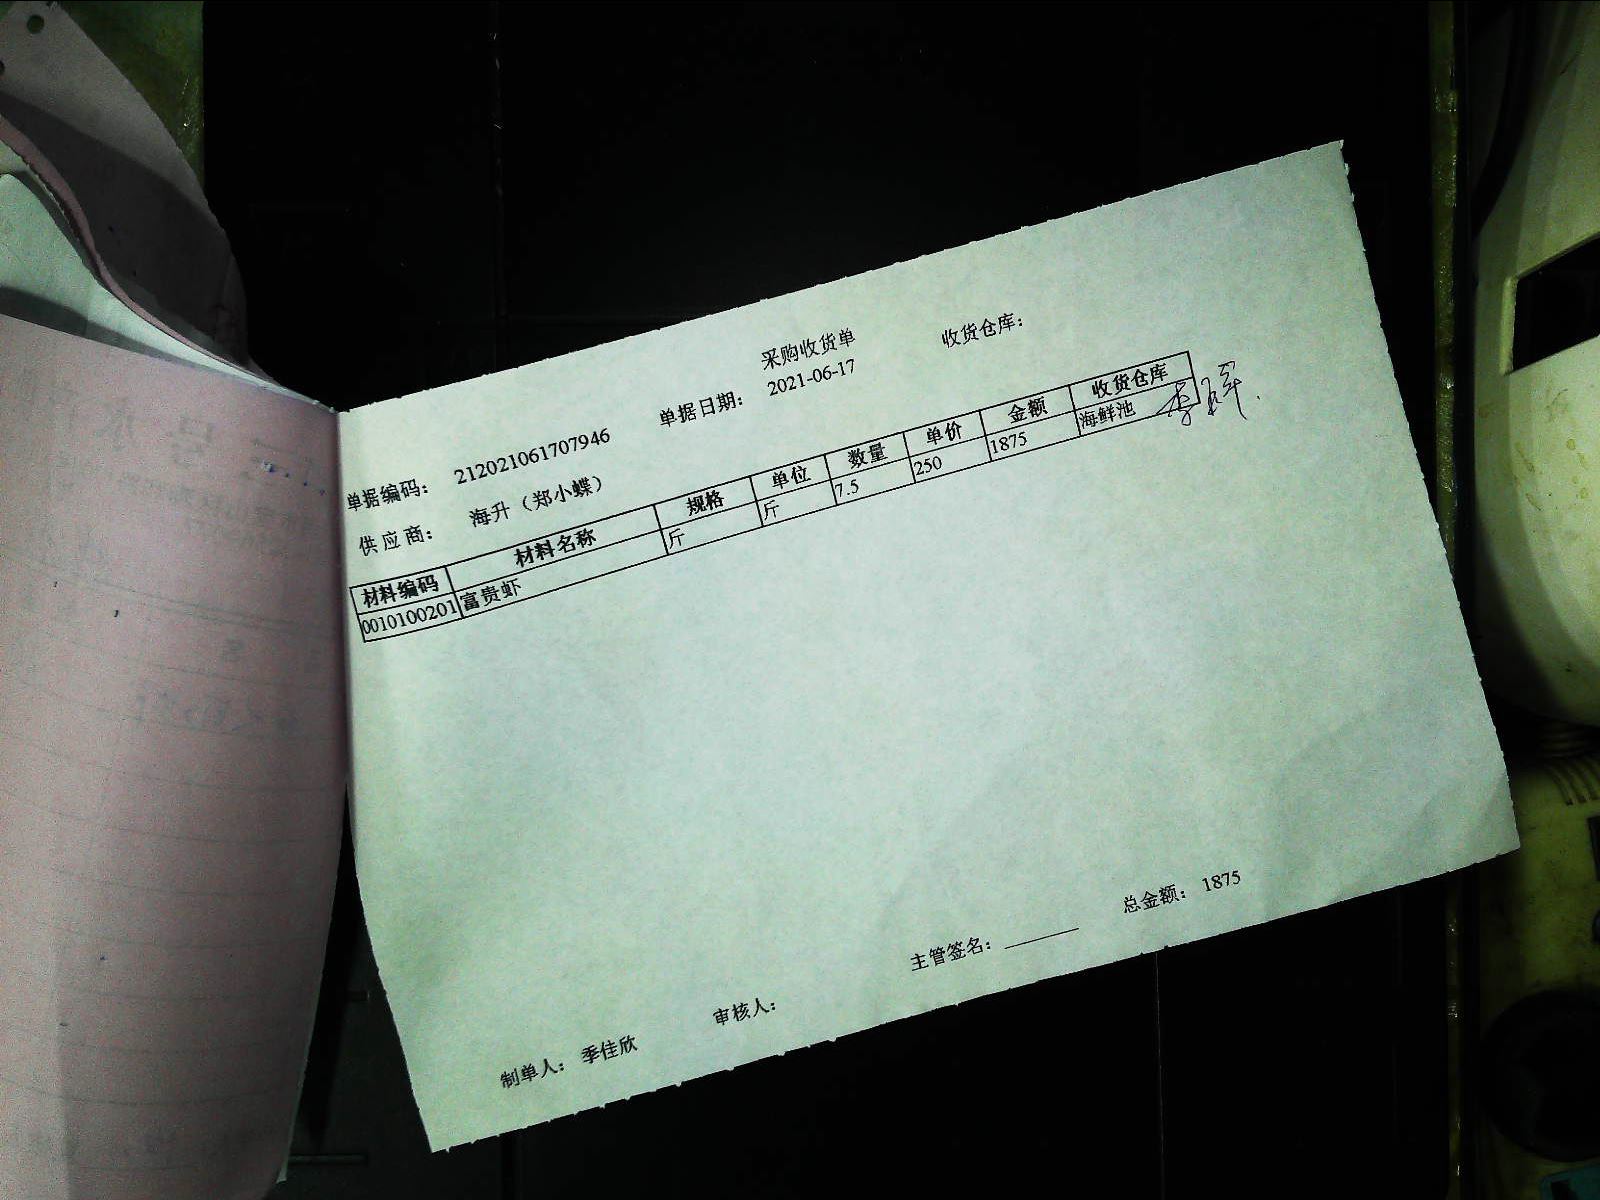 采购收货单
收货仓库：
单据编码： 212021061707946 单据日期： 2021-06-17
供应商： 海升（郑小蝶）
材料编码 材料名称 规格 单位 数量 单价 金额 收货仓库
0010100201 富贵虾 斤 斤 7.5 250 1875 海鲜池
主管签名： 总金额： 1875
制单人： 季佳欣 审核人：